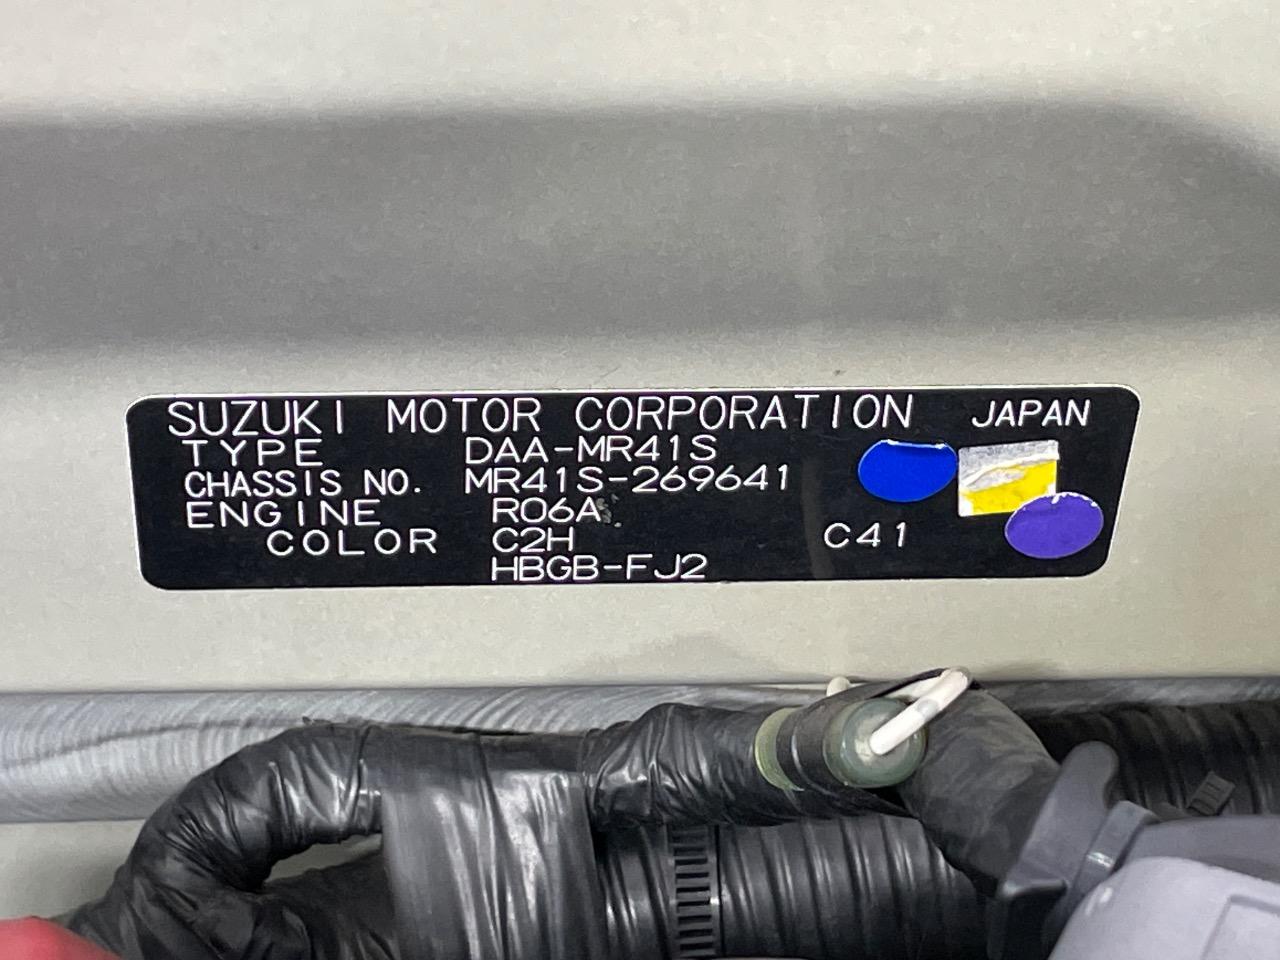 SUZUKI MOTOR CORPORATION JAPAN
TYPE DAA-MR41S
CHASSIS NO. MR41S-269641
ENGINE R06A
COLOR C2H C41
HBGB-FJ2